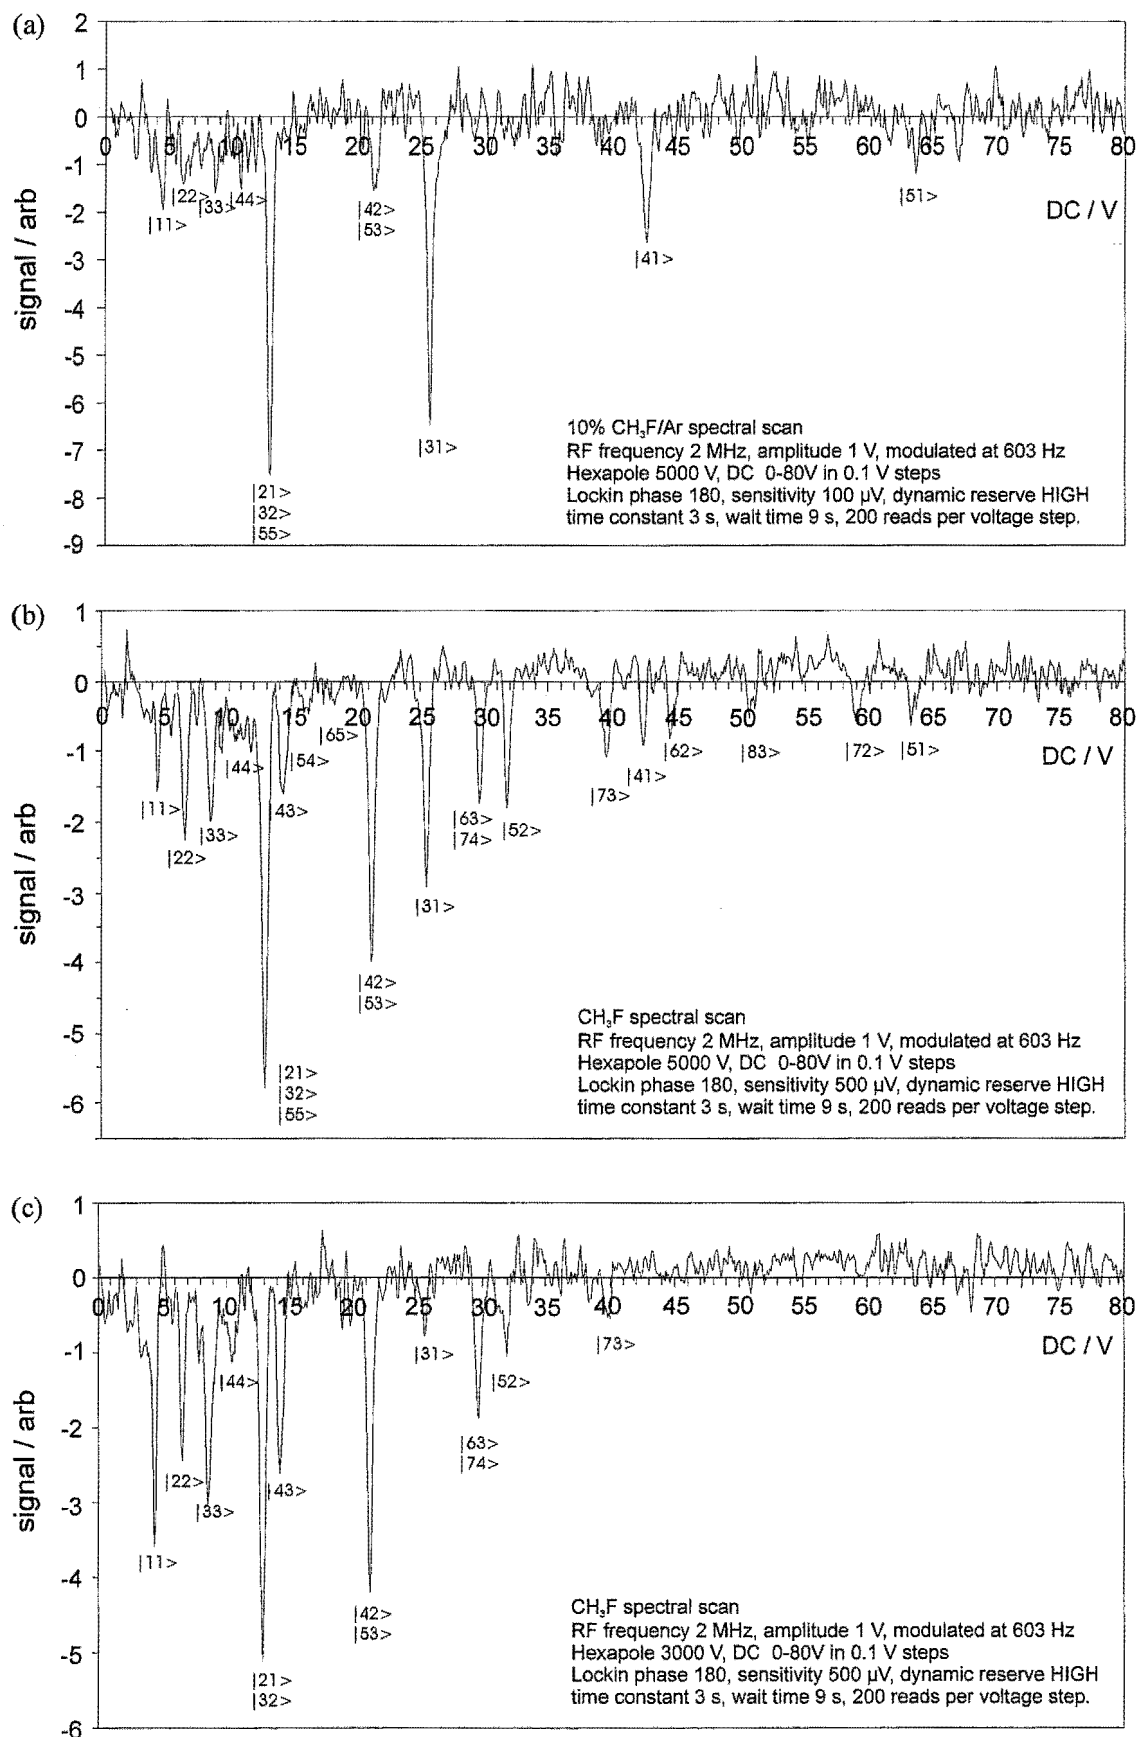 (a)
2
1
0
-1
-2
-3
-4
-5
-6
-7
-8
-9
signal / arb
0 5 10 15 20 25 30 35 40 45 50 55 60 65 70 75 80
DC / V
|11>
|22>
|33>
|44>
|21>
|32>
|55>
|42>
|53>
|31>
|41>
|51>
10% CH₃F/Ar spectral scan
RF frequency 2 MHz, amplitude 1 V, modulated at 603 Hz
Hexapole 5000 V, DC 0-80V in 0.1 V steps
Lockin phase 180, sensitivity 100 µV, dynamic reserve HIGH
time constant 3 s, wait time 9 s, 200 reads per voltage step.
(b)
1
0
-1
-2
-3
-4
-5
-6
signal / arb
0 5 10 15 20 25 30 35 40 45 50 55 60 65 70 75 80
DC / V
|11>
|22>
|33>
|44>
|43>
|54>
|65>
|21>
|32>
|55>
|42>
|53>
|31>
|63>
|74>
|52>
|73>
|41>
|62>
|83>
|72>
|51>
CH₃F spectral scan
RF frequency 2 MHz, amplitude 1 V, modulated at 603 Hz
Hexapole 5000 V, DC 0-80V in 0.1 V steps
Lockin phase 180, sensitivity 500 µV, dynamic reserve HIGH
time constant 3 s, wait time 9 s, 200 reads per voltage step.
(c)
1
0
-1
-2
-3
-4
-5
-6
signal / arb
0 5 10 15 20 25 30 35 40 45 50 55 60 65 70 75 80
DC / V
|11>
|22>
|33>
|44>
|43>
|21>
|32>
|42>
|53>
|31>
|63>
|74>
|52>
|73>
CH₃F spectral scan
RF frequency 2 MHz, amplitude 1 V, modulated at 603 Hz
Hexapole 3000 V, DC 0-80V in 0.1 V steps
Lockin phase 180, sensitivity 500 µV, dynamic reserve HIGH
time constant 3 s, wait time 9 s, 200 reads per voltage step.